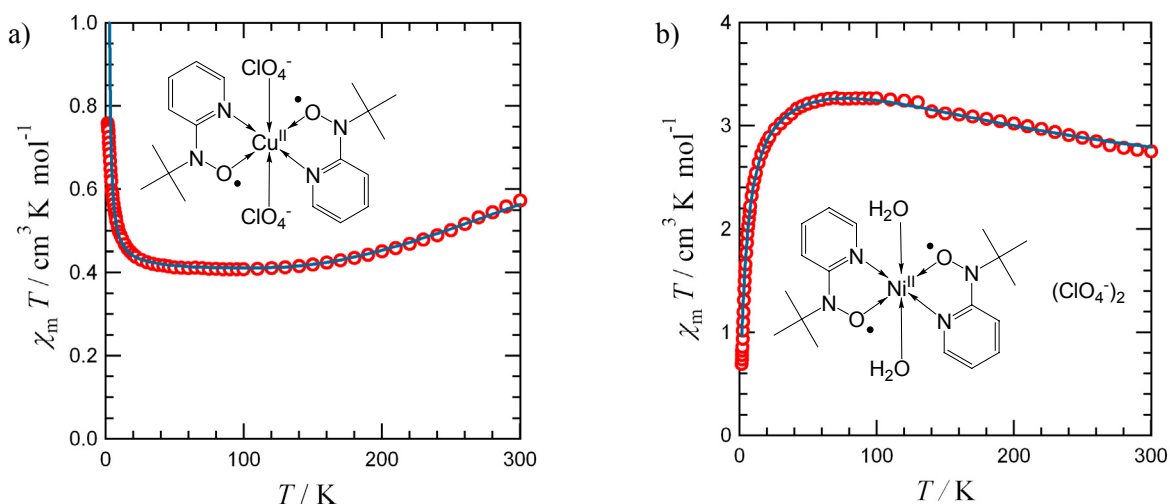 a)
χm T / cm³ K mol⁻¹
1.0
0.8
0.6
0.4
0.2
0.0
0
100
200
300
T / K
ClO₄⁻
N
O
N
Cu^II
N
O
N
ClO₄⁻
b)
χm T / cm³ K mol⁻¹
4
3
2
1
0
0
100
200
300
T / K
H₂O
N
O
N
Ni^II
(ClO₄⁻)₂
N
O
N
H₂O